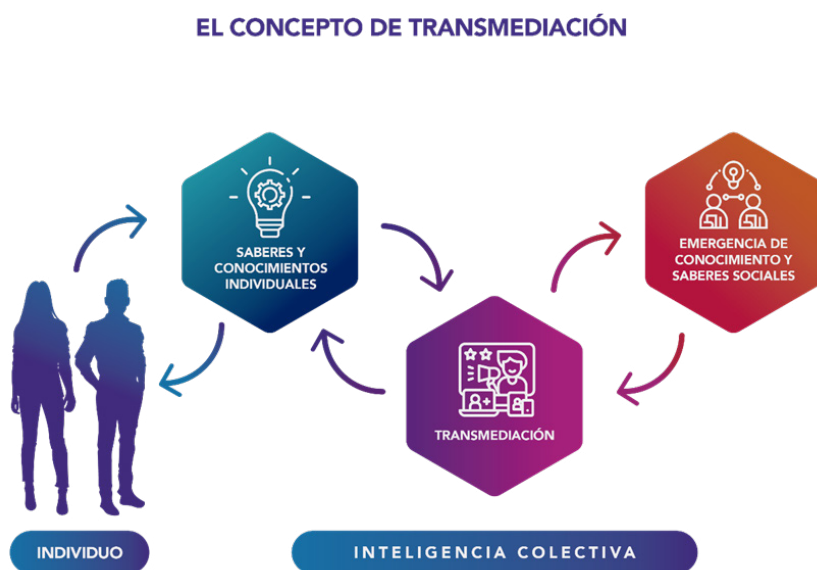 EL CONCEPTO DE TRANSMEDIACIÓN
SABERES Y
CONOCIMIENTOS
INDIVIDUALES
EMERGENCIA DE
CONOCIMIENTO Y
SABERES SOCIALES
TRANSMEDIACIÓN
INDIVIDUO
INTELIGENCIA COLECTIVA